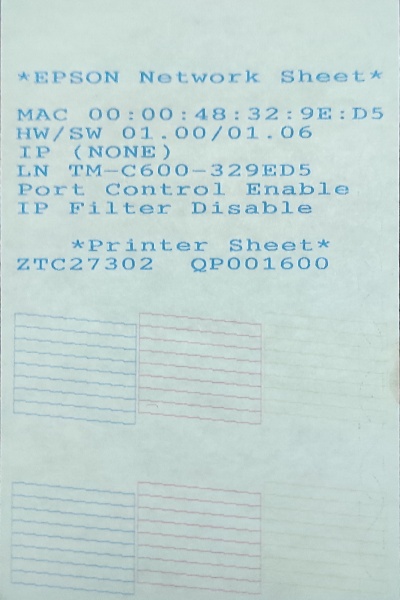 *EPSON Network Sheet*
MAC 00:00:48:32:9E:D5
HW/SW 01.00/01.06
IP (NONE)
LN TM-C600-329ED5
Port Control Enable
IP Filter Disable
*Printer Sheet*
ZTC27302 QP001600